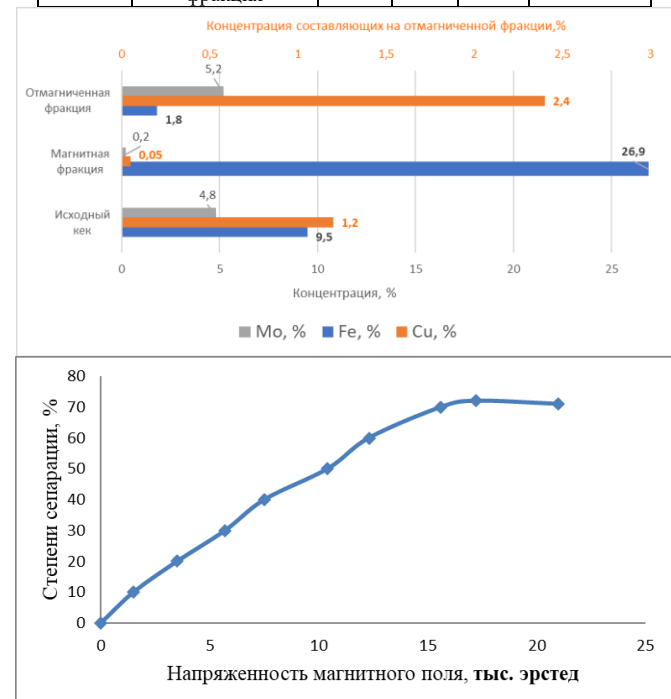 фракция
Концентрация составляющих на отмагниченной фракции,%
0 0,5 1 1,5 2 2,5 3
Отмагниченная
фракция
5,2
2,4
1,8
Магнитная
фракция
0,2
0,05
26,9
Исходный
кек
4,8
1,2
9,5
0 5 10 15 20 25
Концентрация, %
Mo, % Fe, % Cu, %
Степени сепарации, %
80
70
60
50
40
30
20
10
0
0 5 10 15 20 25
Напряженность магнитного поля, тыс. эрстед